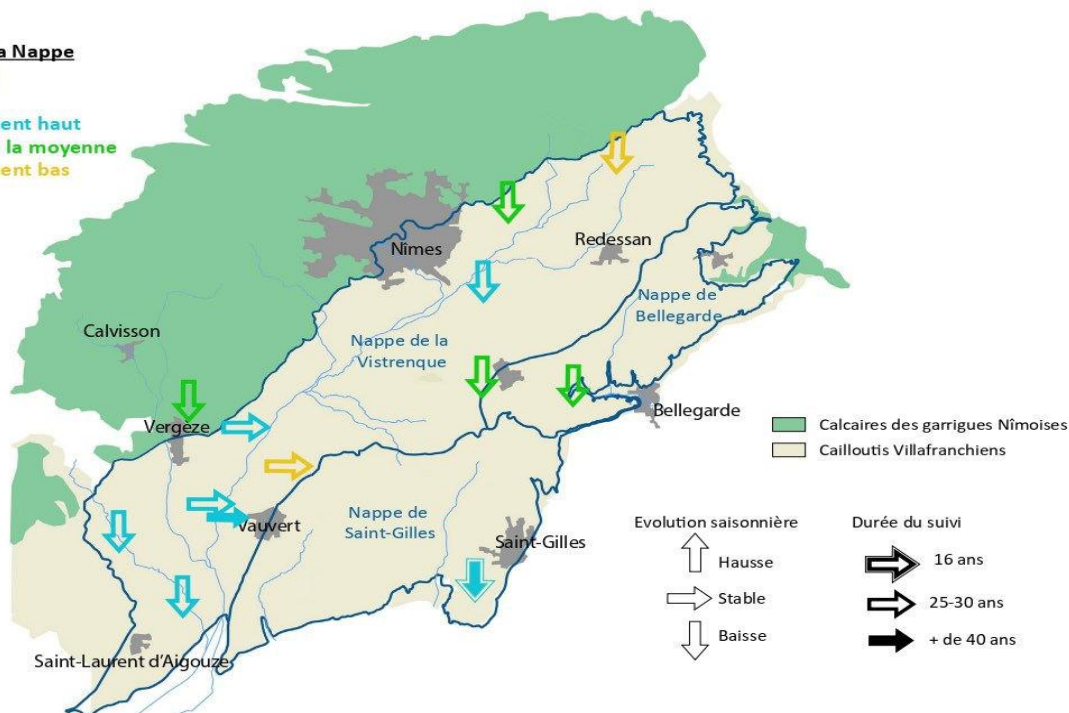 a Nappe
ent haut
la moyenne
ent bas
Nîmes
Redessan
Nappe de
Bellegarde
Calvisson
Nappe de la
Vistrenque
Vergèze
Bellegarde
Calcaires des garrigues Nîmoises
Cailloutis Villafranchiens
Vauvert
Nappe de
Saint-Gilles
Saint-Gilles
Evolution saisonnière
Hausse
Stable
Baisse
Durée du suivi
16 ans
25-30 ans
+ de 40 ans
Saint-Laurent d'Aigouze